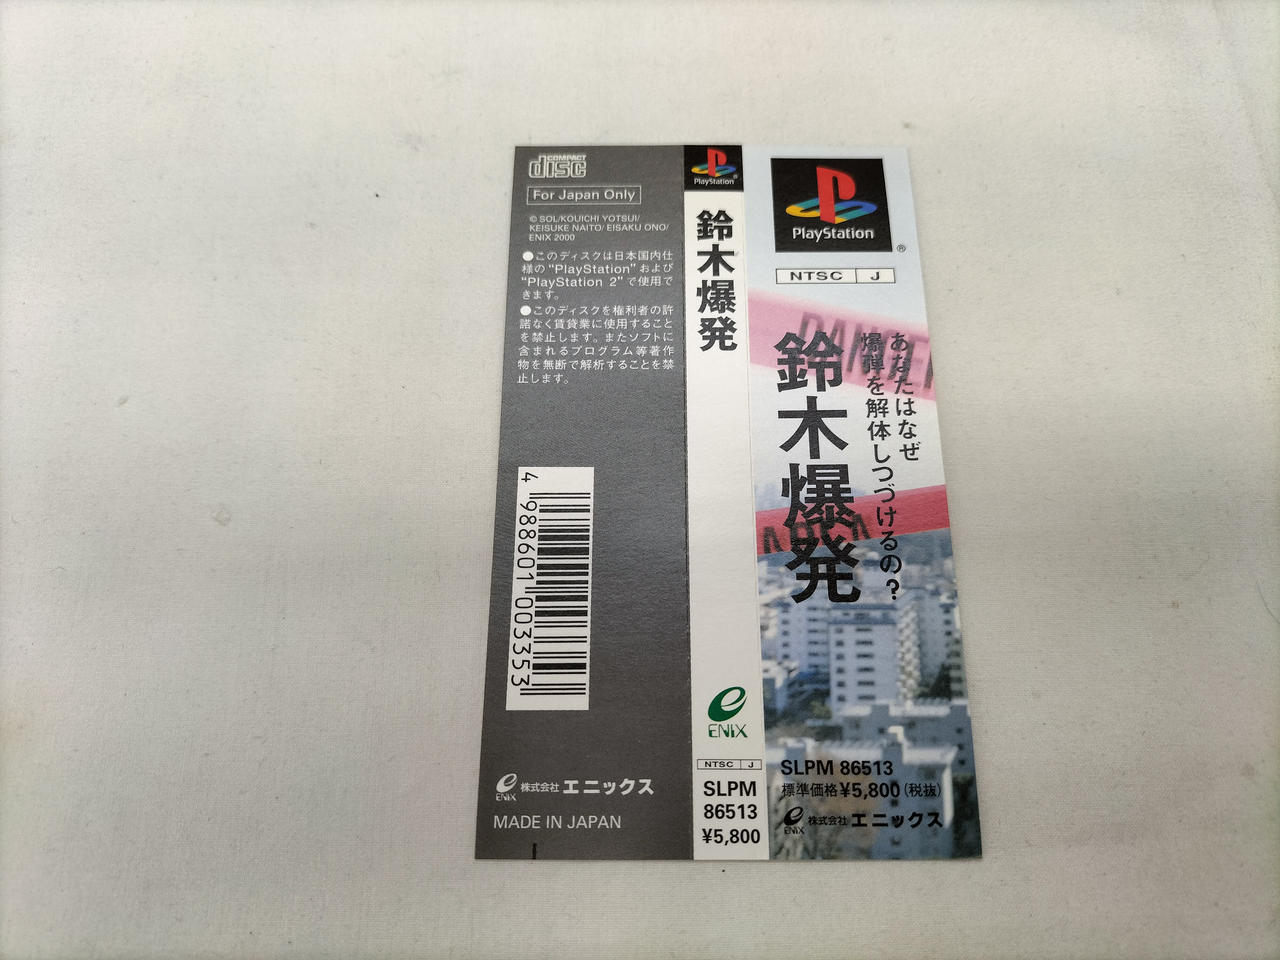 COMPACT
disc
For Japan Only
© SOL/KOUICHI YOTSUI/
KEISUKE NAITO/ EISAKU ONO/
ENIX 2000
●このディスクは日本国内仕
様の“PlayStation”および
“PlayStation 2”で使用で
きます。
●このディスクを権利者の許
諾なく賃貸業に使用すること
を禁止します。またソフトに
含まれるプログラム等著作
物を無断で解析することを禁
止します。
4 988601 003353
ENIX
株式会社 エニックス
MADE IN JAPAN
PlayStation
鈴木爆発
ENIX
NTSC J
SLPM
86513
¥5,800
PlayStation®
NTSC J
DANGER
あなたはなぜ
爆弾を解体しつづけるの?
鈴木爆発
AREA
SLPM 86513
標準価格¥5,800(税抜)
ENIX
株式会社 エニックス